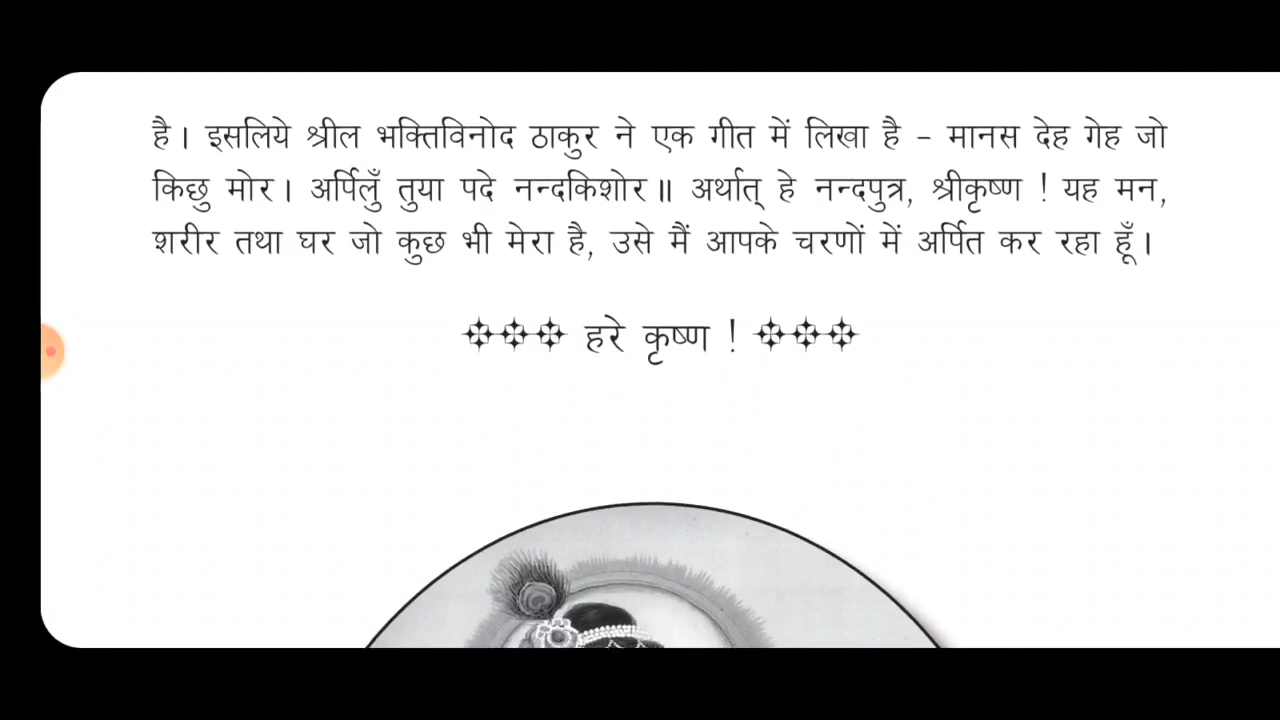 है। इसलिये श्रील भक्तिविनोद ठाकुर ने एक गीत में लिखा है – मानस देह गेह जो
किछु मोर। अर्पिलुँ तुया पदे नन्दकिशोर॥ अर्थात् हे नन्दपुत्र, श्रीकृष्ण ! यह मन,
शरीर तथा घर जो कुछ भी मेरा है, उसे मैं आपके चरणों में अर्पित कर रहा हूँ।
हरे कृष्ण !